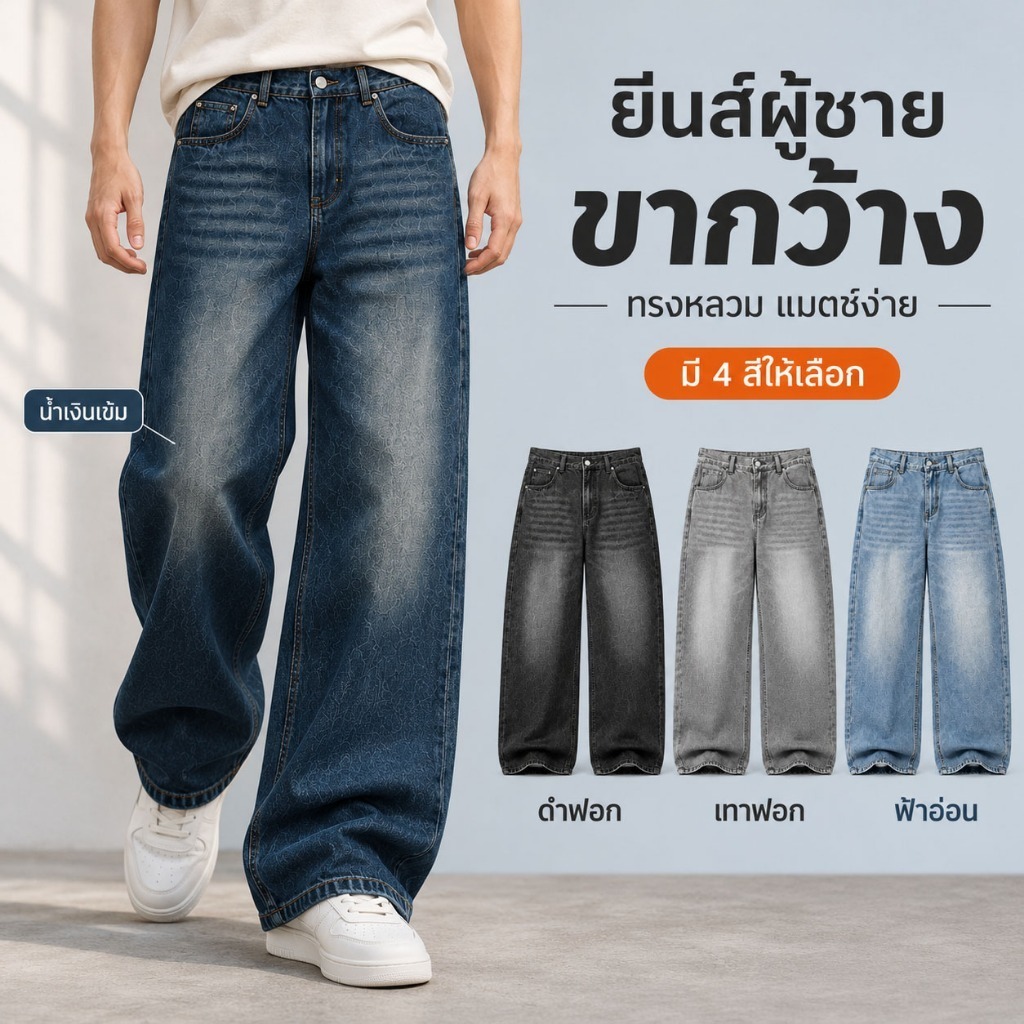 ยีนส์ผู้ชาย
ขากว้าง
ทรงหลวม แมตช์ง่าย
มี 4 สีให้เลือก
น้ำเงินเข้ม
ดำฟอก
เทาฟอก
ฟ้าอ่อน